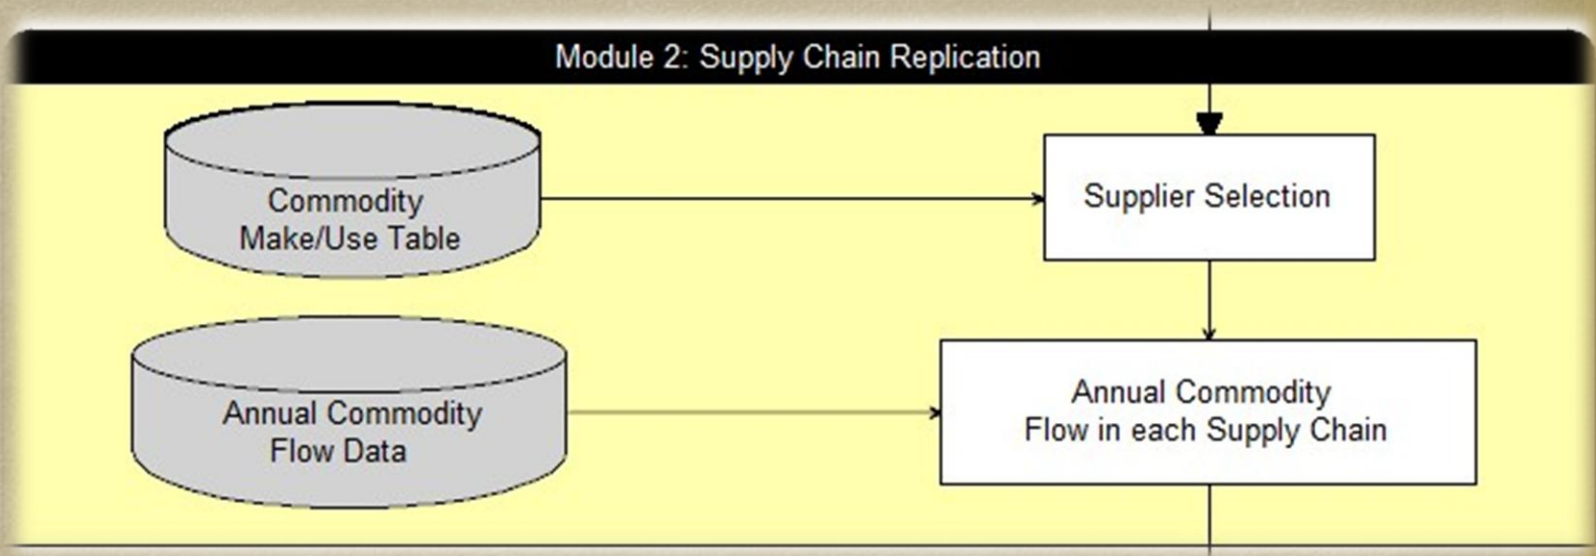 Module 2: Supply Chain Replication
Commodity
Make/Use Table
Supplier Selection
Annual Commodity
Flow Data
Annual Commodity
Flow in each Supply Chain